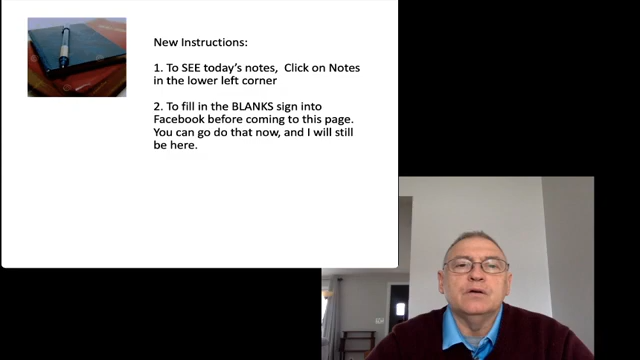 New Instructions:
1. To SEE today's notes, Click on Notes
in the lower left corner
2. To fill in the BLANKS sign into
Facebook before coming to this page.
You can go do that now, and I will still
be here.